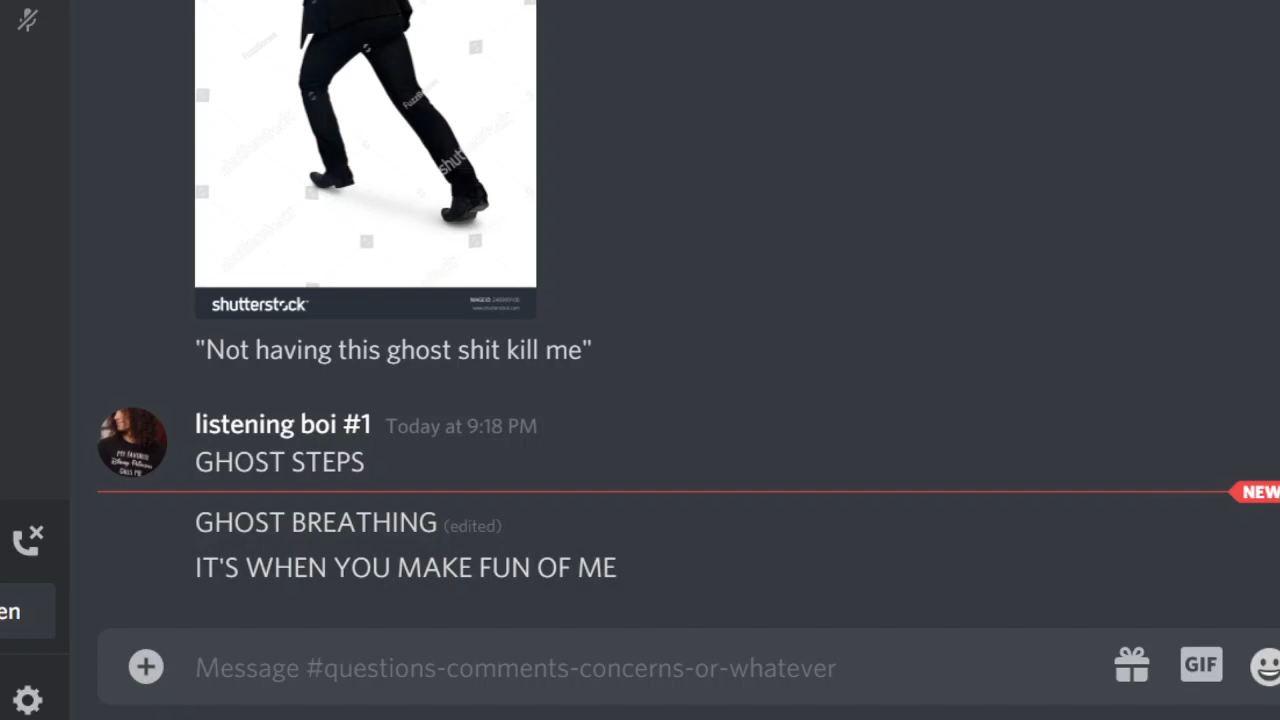 shutterstock
"Not having this ghost shit kill me"
listening boi #1 Today at 9:18 PM
GHOST STEPS
NEW
GHOST BREATHING (edited)
IT'S WHEN YOU MAKE FUN OF ME
en
Message #questions-comments-concerns-or-whatever
GIF